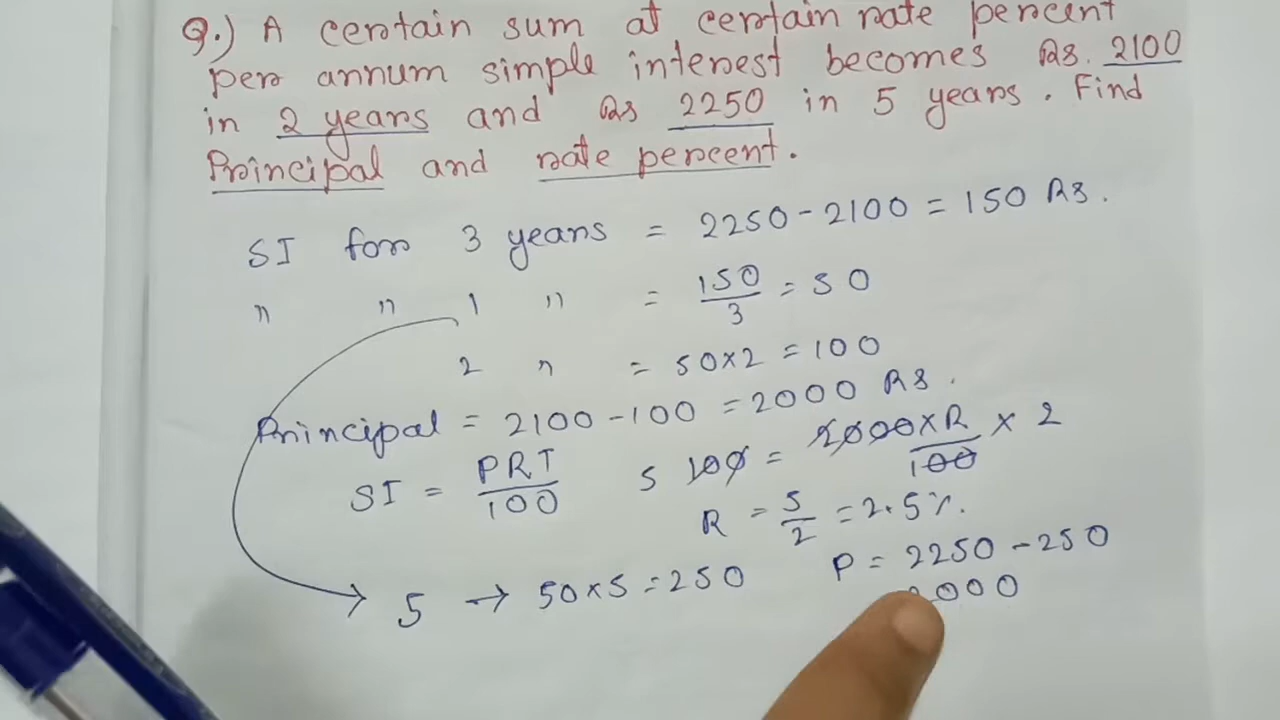 Q.) A certain sum at certain rate percent
per annum simple interest becomes Rs. 2100
in 2 years and Rs 2250 in 5 years. Find
Principal and rate percent.
SI for 3 years = 2250 - 2100 = 150 Rs.
" " 1 " = 150/3 = 50
2 " = 50×2 = 100
Principal = 2100 - 100 = 2000 Rs.
SI = PRT/100 5 100 = 2000×R/100 × 2
R = 5/2 = 2.5%.
5 → 50×5 = 250 P = 2250 - 250
2000